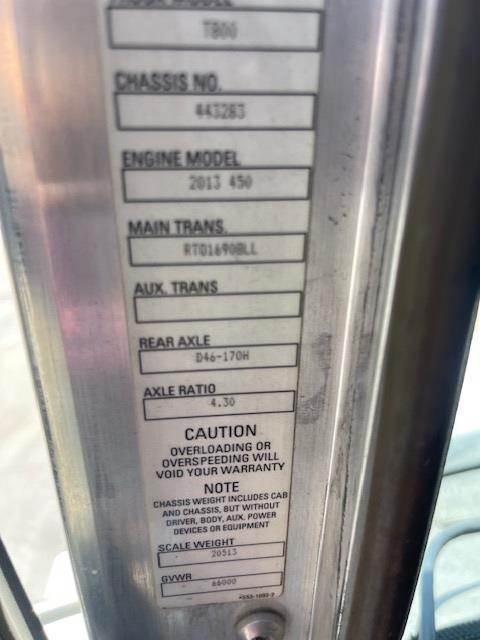 MODEL
T800
CHASSIS NO.
443283
ENGINE MODEL
2013 450
MAIN TRANS.
RTO16908LL
AUX. TRANS
REAR AXLE
D46-170H
AXLE RATIO
4.30
CAUTION
OVERLOADING OR
OVERSPEEDING WILL
VOID YOUR WARRANTY
NOTE
CHASSIS WEIGHT INCLUDES CAB
AND CHASSIS, BUT WITHOUT
DRIVER, BODY, AUX. POWER
DEVICES OR EQUIPMENT
SCALE WEIGHT
20513
GVWR
66000